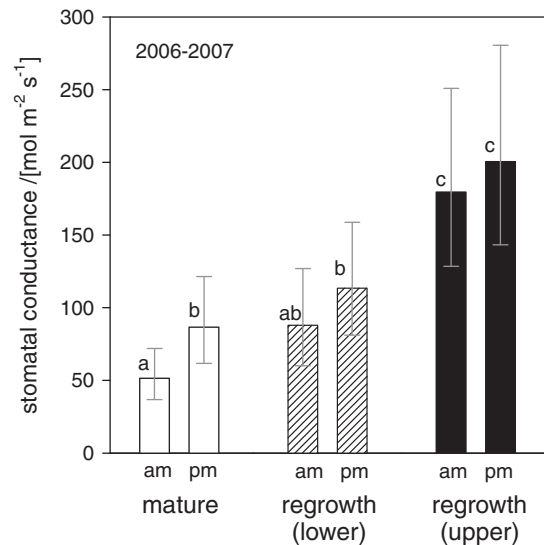 300
250
200
150
100
50
0
stomatal conductance /[mol m⁻² s⁻¹]
2006-2007
a
b
ab
b
c
c
am pm am pm am pm
mature regrowth regrowth
(lower) (upper)